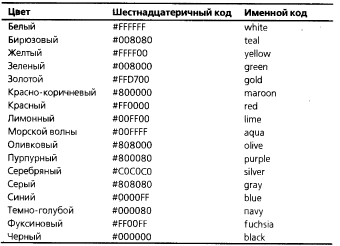 Цвет Шестнадцатеричный код Именной код
Белый #FFFFFF white
Бирюзовый #008080 teal
Желтый #FFFF00 yellow
Зеленый #008000 green
Золотой #FFD700 gold
Красно-коричневый #800000 maroon
Красный #FF0000 red
Лимонный #00FF00 lime
Морской волны #00FFFF aqua
Оливковый #808000 olive
Пурпурный #800080 purple
Серебряный #C0C0C0 silver
Серый #808080 gray
Синий #0000FF blue
Темно-голубой #000080 navy
Фуксиновый #FF00FF fuchsia
Черный #000000 black